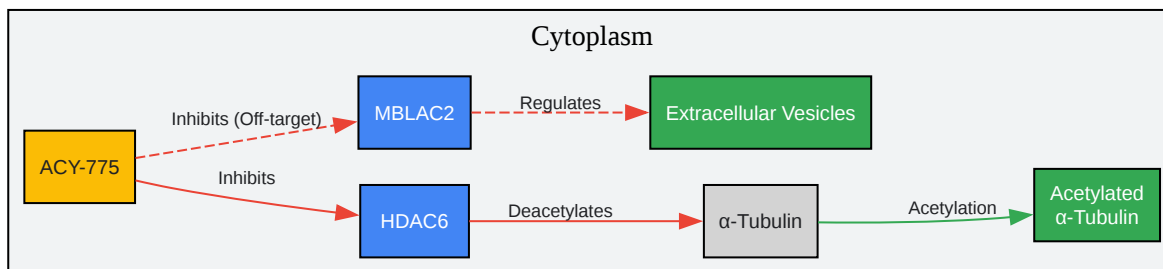 Cytoplasm
Inhibits (Off-target)
MBLAC2
Regulates
Extracellular Vesicles
ACY-775
Inhibits
HDAC6
Deacetylates
α-Tubulin
Acetylation
Acetylated
α-Tubulin